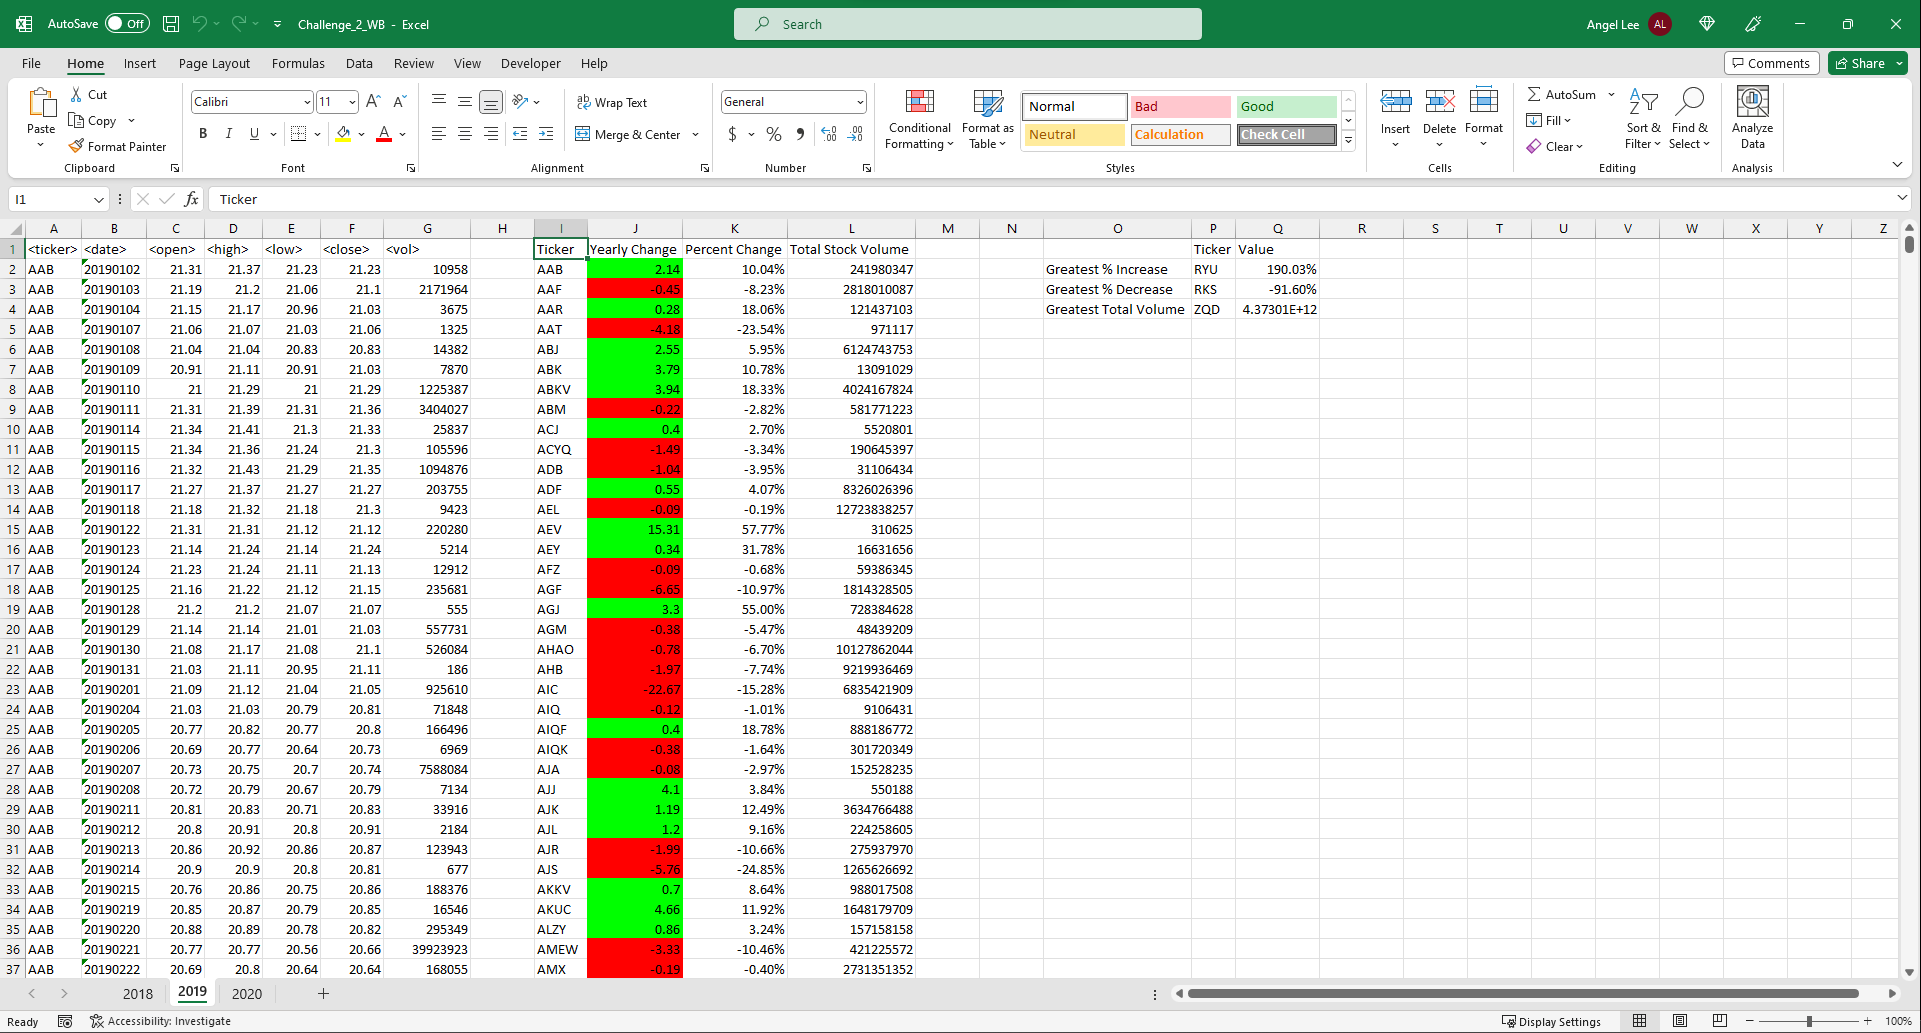 AutoSave Off Challenge_2_WB - Excel Search Angel Lee AL
File Home Insert Page Layout Formulas Data Review View Developer Help Comments Share
Cut
Copy
Format Painter
Paste
Clipboard
Calibri 11
B I U A
Font
Wrap Text
Merge & Center
Alignment
General
$ % 9
Number
Conditional Formatting
Format as Table
Normal Bad Good
Neutral Calculation Check Cell
Styles
Insert Delete Format
Cells
AutoSum
Fill
Clear
Sort & Filter
Find & Select
Editing
Analyze Data
Analysis
I1 fx Ticker
A B C D E F G H I J K L M N O P Q R S T U V W X Y Z
1 <ticker> <date> <open> <high> <low> <close> <vol> Ticker Yearly Change Percent Change Total Stock Volume Ticker Value
2 AAB 20190102 21.31 21.37 21.23 21.23 10958 AAB 2.14 10.04% 241980347 Greatest % Increase RYU 190.03%
3 AAB 20190103 21.19 21.2 21.06 21.1 2171964 AAF -0.45 -8.23% 2818010087 Greatest % Decrease RKS -91.60%
4 AAB 20190104 21.15 21.17 20.96 21.03 3675 AAR 0.28 18.06% 121437103 Greatest Total Volume ZQD 4.37301E+12
5 AAB 20190107 21.06 21.07 21.03 21.06 1325 AAT -4.18 -23.54% 971117
6 AAB 20190108 21.04 21.04 20.83 20.83 14382 ABJ 2.55 5.95% 6124743753
7 AAB 20190109 20.91 21.11 20.91 21.03 7870 ABK 3.79 10.78% 13091029
8 AAB 20190110 21 21.29 21 21.29 1225387 ABKV 3.94 18.33% 4024167824
9 AAB 20190111 21.31 21.39 21.31 21.36 3404027 ABM -0.22 -2.82% 581771223
10 AAB 20190114 21.34 21.41 21.3 21.33 25837 ACJ 0.4 2.70% 5520801
11 AAB 20190115 21.34 21.36 21.24 21.3 105596 ACYQ -1.49 -3.34% 190645397
12 AAB 20190116 21.32 21.43 21.29 21.35 1094876 ADB -1.04 -3.95% 31106434
13 AAB 20190117 21.27 21.37 21.27 21.27 203755 ADF 0.55 4.07% 8326026396
14 AAB 20190118 21.18 21.32 21.18 21.3 9423 AEL -0.09 -0.19% 12723838257
15 AAB 20190122 21.31 21.31 21.12 21.12 220280 AEV 15.31 57.77% 310625
16 AAB 20190123 21.14 21.24 21.14 21.24 5214 AEY 0.34 31.78% 16631656
17 AAB 20190124 21.23 21.24 21.11 21.13 12912 AFZ -0.09 -0.68% 59386345
18 AAB 20190125 21.16 21.22 21.12 21.15 235681 AGF -6.65 -10.97% 1814328505
19 AAB 20190128 21.2 21.2 21.07 21.07 555 AGJ 3.3 55.00% 728384628
20 AAB 20190129 21.14 21.14 21.01 21.03 557731 AGM -0.38 -5.47% 48439209
21 AAB 20190130 21.08 21.17 21.08 21.1 526084 AHAO -0.78 -6.70% 10127862044
22 AAB 20190131 21.03 21.11 20.95 21.11 186 AHB -1.97 -7.74% 9219936469
23 AAB 20190201 21.09 21.12 21.04 21.05 925610 AIC -22.67 -15.28% 6835421909
24 AAB 20190204 21.03 21.03 20.79 20.81 71848 AIQ -0.12 -1.01% 9106431
25 AAB 20190205 20.77 20.82 20.77 20.8 166496 AIQF 0.4 18.78% 888186772
26 AAB 20190206 20.69 20.77 20.64 20.73 6969 AIQK -0.38 -1.64% 301720349
27 AAB 20190207 20.73 20.75 20.7 20.74 7588084 AJA -0.08 -2.97% 152528235
28 AAB 20190208 20.72 20.79 20.67 20.79 7134 AJJ 4.1 3.84% 550188
29 AAB 20190211 20.81 20.83 20.71 20.83 33916 AJK 1.19 12.49% 3634766488
30 AAB 20190212 20.8 20.91 20.8 20.91 2184 AJL 1.2 9.16% 224258605
31 AAB 20190213 20.86 20.92 20.86 20.87 123943 AJR -1.99 -10.66% 275937970
32 AAB 20190214 20.9 20.9 20.8 20.81 677 AJS -5.76 -24.85% 1265626692
33 AAB 20190215 20.76 20.86 20.75 20.86 188376 AKKV 0.7 8.64% 988017508
34 AAB 20190219 20.85 20.87 20.79 20.85 16546 AKUC 4.66 11.92% 1648179709
35 AAB 20190220 20.88 20.89 20.78 20.82 295349 ALZY 0.86 3.24% 157158158
36 AAB 20190221 20.77 20.77 20.56 20.66 39923923 AMEW -3.33 -10.46% 421225572
37 AAB 20190222 20.69 20.8 20.64 20.64 168055 AMX -0.19 -0.40% 2731351352
2018 2019 2020
Ready Accessibility: Investigate Display Settings 100%